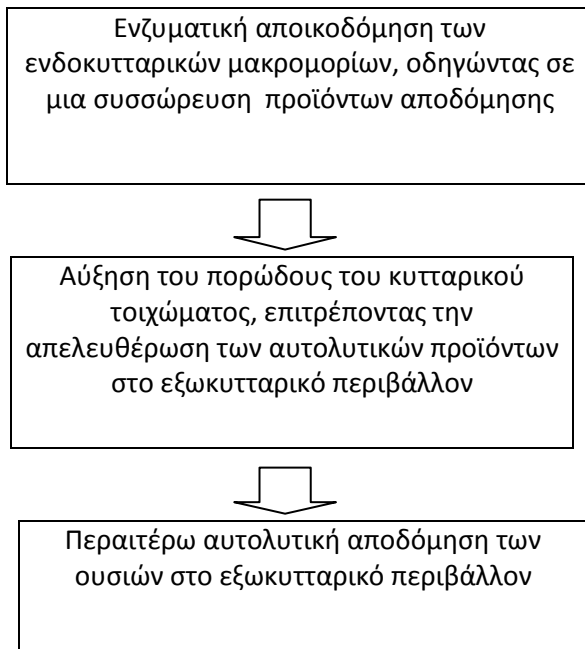 Ενζυματική αποικοδόμηση των
ενδοκυτταρικών μακρομορίων, οδηγώντας σε
μια συσσώρευση προϊόντων αποδόμησης
Αύξηση του πορώδους του κυτταρικού
τοιχώματος, επιτρέποντας την
απελευθέρωση των αυτολυτικών προϊόντων
στο εξωκυτταρικό περιβάλλον
Περαιτέρω αυτολυτική αποδόμηση των
ουσιών στο εξωκυτταρικό περιβάλλον